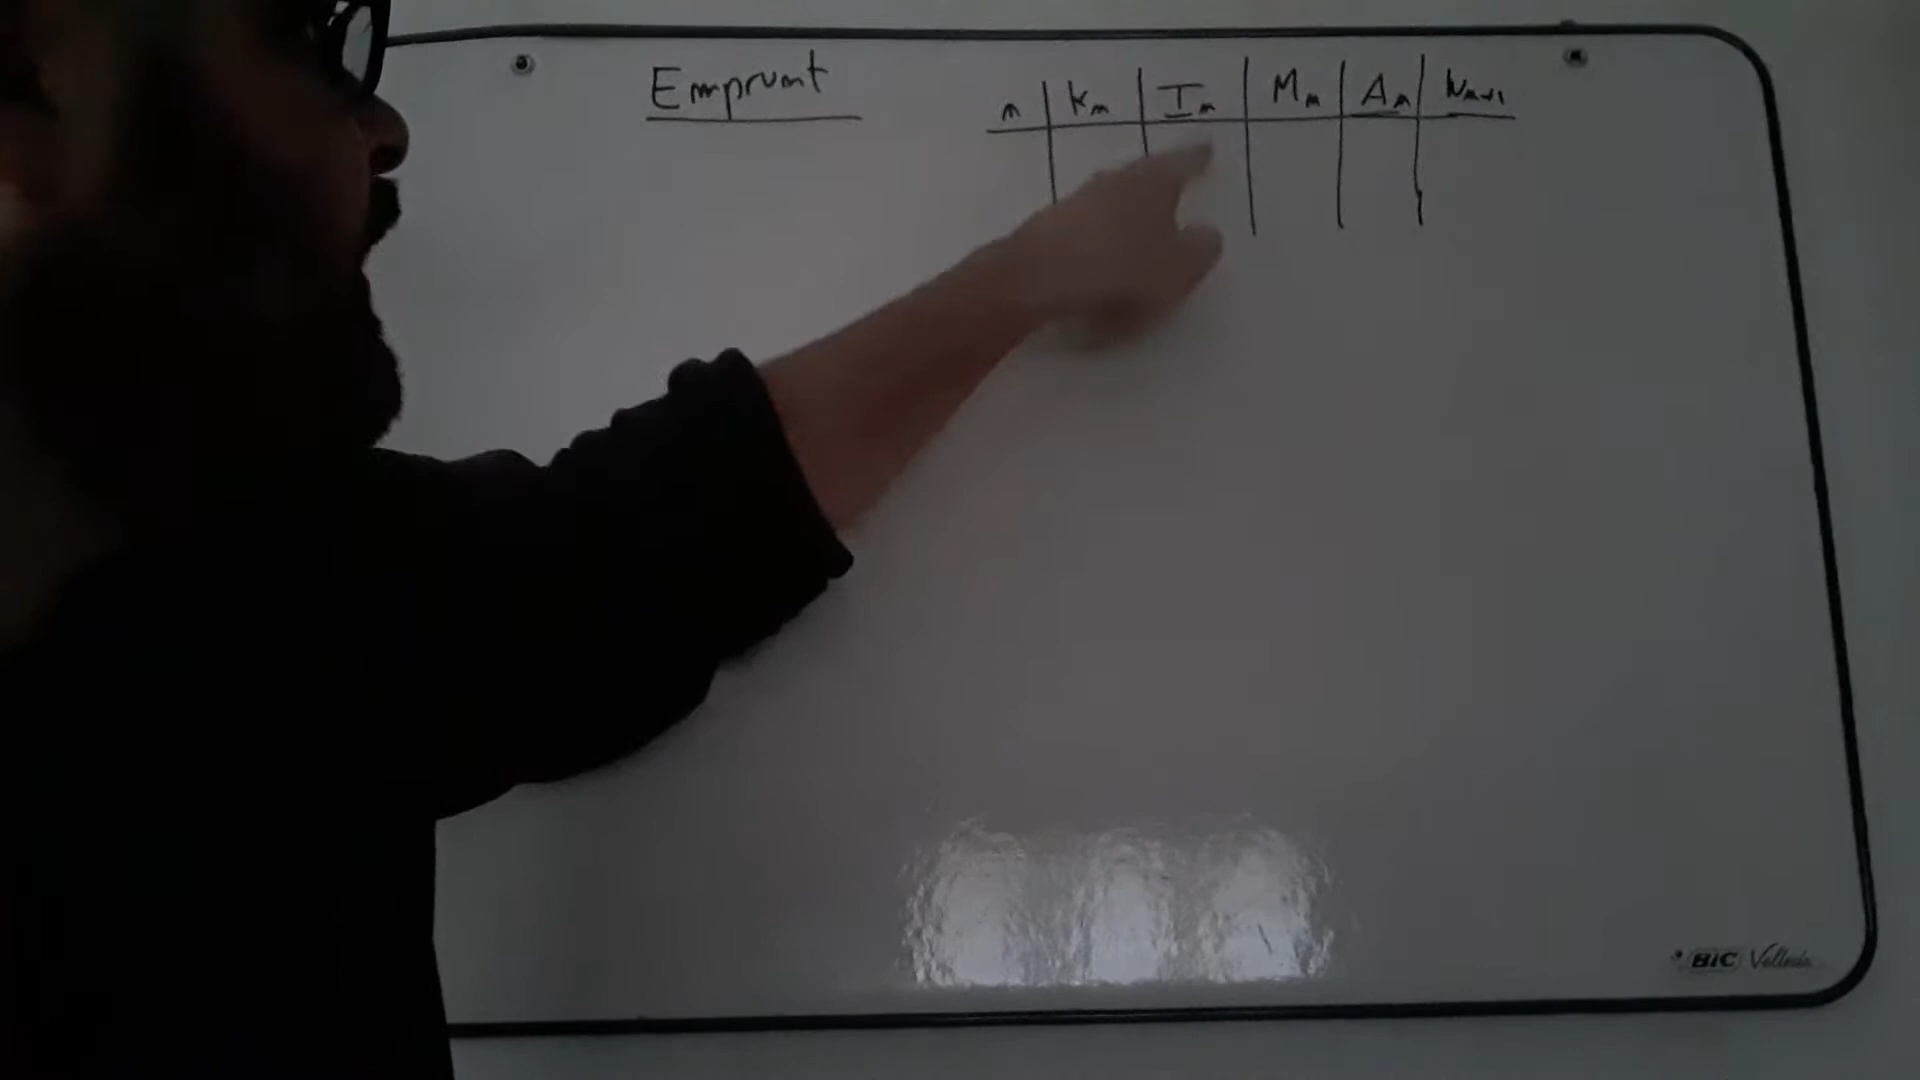 Emprunt
n | Kn | In | Mn | An | Kn+1
BIC Velleda